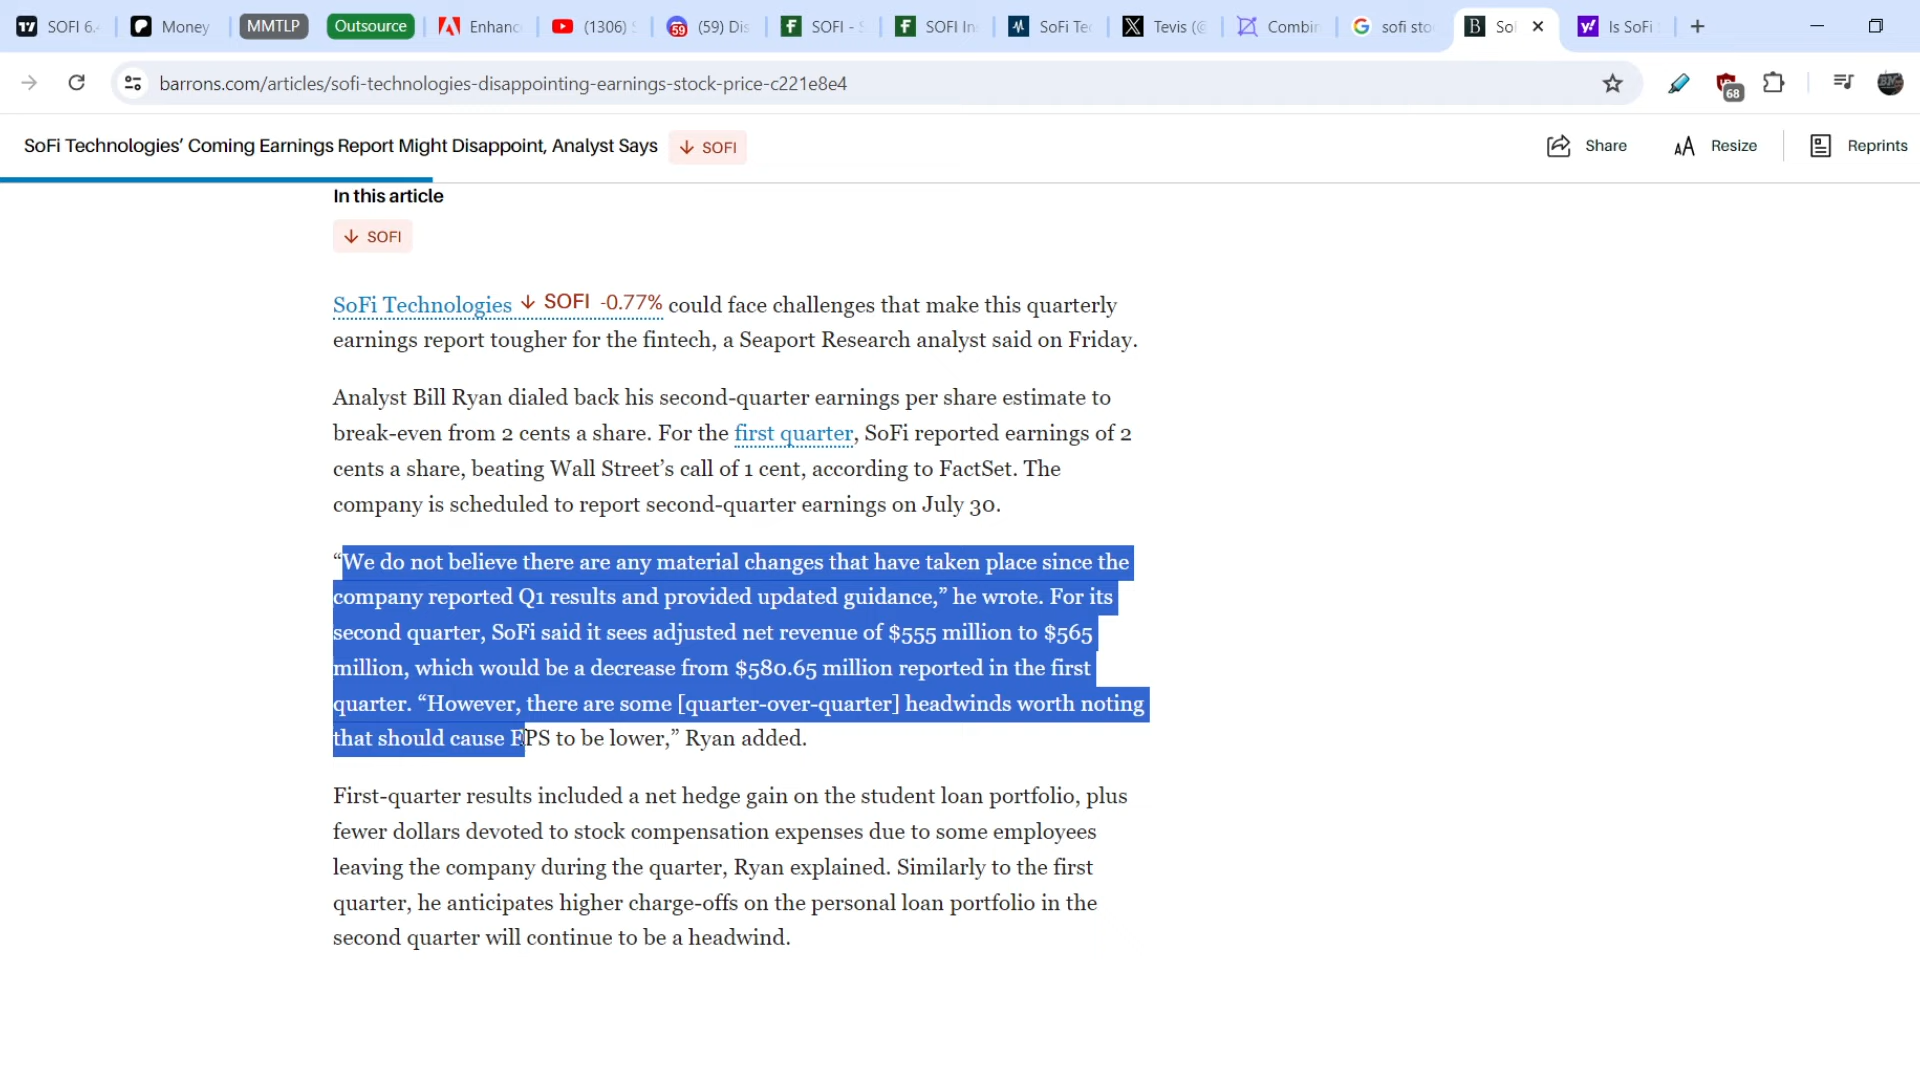 SOFI 6.
Money
MMTLP
Outsource
Enhanc
(1306)
59
(59) Dis
SOFI -
SOFI In
SoFi Te
Tevis (@
Combin
sofi sto
B
So
y!
Is SoFi
barrons.com/articles/sofi-technologies-disappointing-earnings-stock-price-c221e8e4
68
SoFi Technologies’ Coming Earnings Report Might Disappoint, Analyst Says
SOFI
Share
AA
Resize
Reprints
In this article
SOFI
SoFi Technologies SOFI -0.77% could face challenges that make this quarterly
earnings report tougher for the fintech, a Seaport Research analyst said on Friday.
Analyst Bill Ryan dialed back his second-quarter earnings per share estimate to
break-even from 2 cents a share. For the first quarter, SoFi reported earnings of 2
cents a share, beating Wall Street’s call of 1 cent, according to FactSet. The
company is scheduled to report second-quarter earnings on July 30.
“We do not believe there are any material changes that have taken place since the
company reported Q1 results and provided updated guidance,” he wrote. For its
second quarter, SoFi said it sees adjusted net revenue of $555 million to $565
million, which would be a decrease from $580.65 million reported in the first
quarter. “However, there are some [quarter-over-quarter] headwinds worth noting
that should cause EPS to be lower,” Ryan added.
First-quarter results included a net hedge gain on the student loan portfolio, plus
fewer dollars devoted to stock compensation expenses due to some employees
leaving the company during the quarter, Ryan explained. Similarly to the first
quarter, he anticipates higher charge-offs on the personal loan portfolio in the
second quarter will continue to be a headwind.